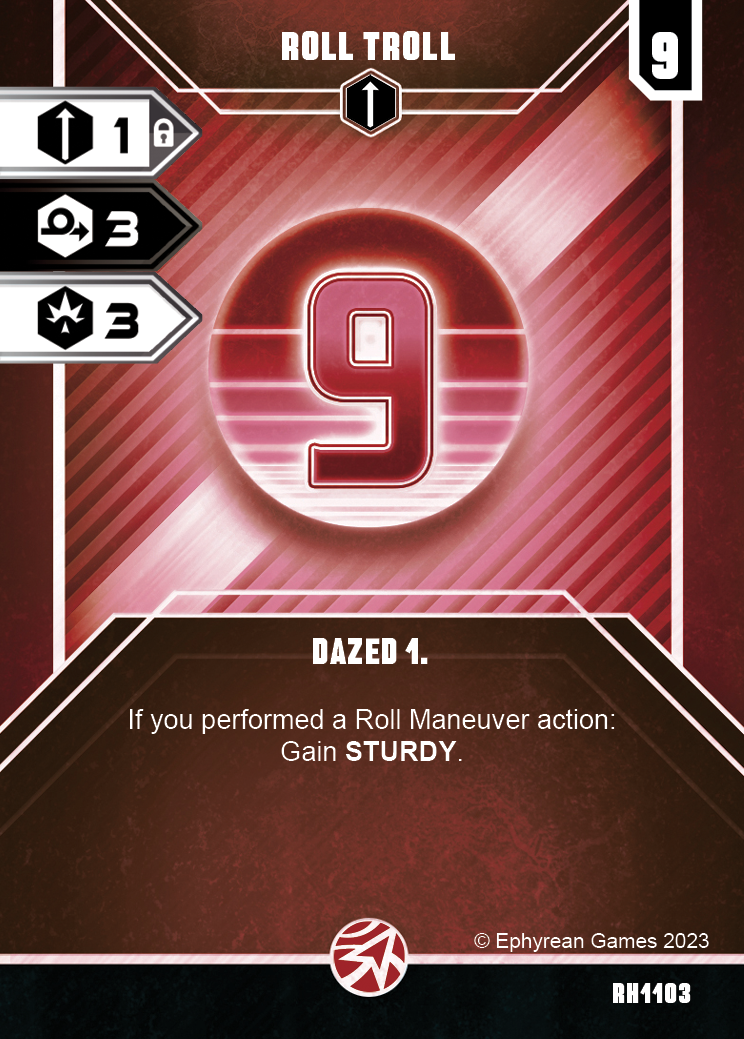 ROLL TROLL
9
1
3
3
9
DAZED 1.
If you performed a Roll Maneuver action:
Gain STURDY.
© Ephyrean Games 2023
RH1103